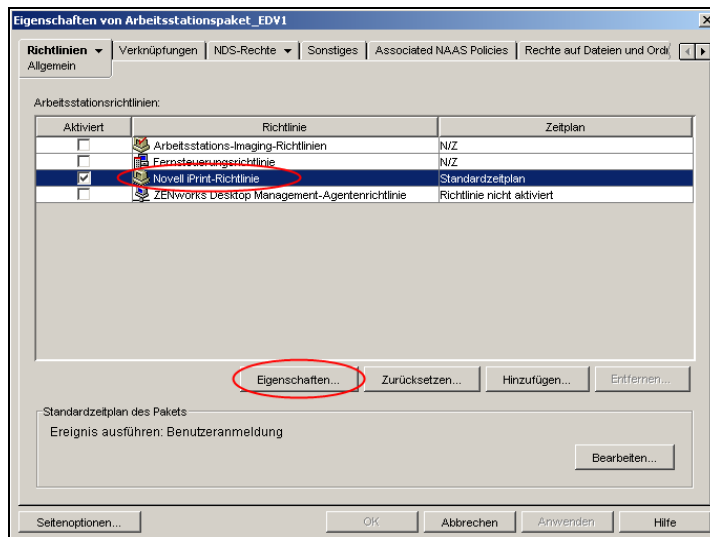 Eigenschaften von Arbeitsstationspaket_EDV1
Richtlinien Verknüpfungen NDS-Rechte Sonstiges Associated NAAS Policies Rechte auf Dateien und Ordn
Allgemein
Arbeitsstationsrichtlinien:
Aktiviert Richtlinie Zeitplan
Arbeitsstations-Imaging-Richtlinien N/Z
Fernsteuerungsrichtlinie N/Z
Novell iPrint-Richtlinie Standardzeitplan
ZENworks Desktop Management-Agentenrichtlinie Richtlinie nicht aktiviert
Eigenschaften... Zurücksetzen... Hinzufügen... Entfernen...
Standardzeitplan des Pakets
Ereignis ausführen: Benutzeranmeldung
Bearbeiten...
Seitenoptionen... OK Abbrechen Anwenden Hilfe